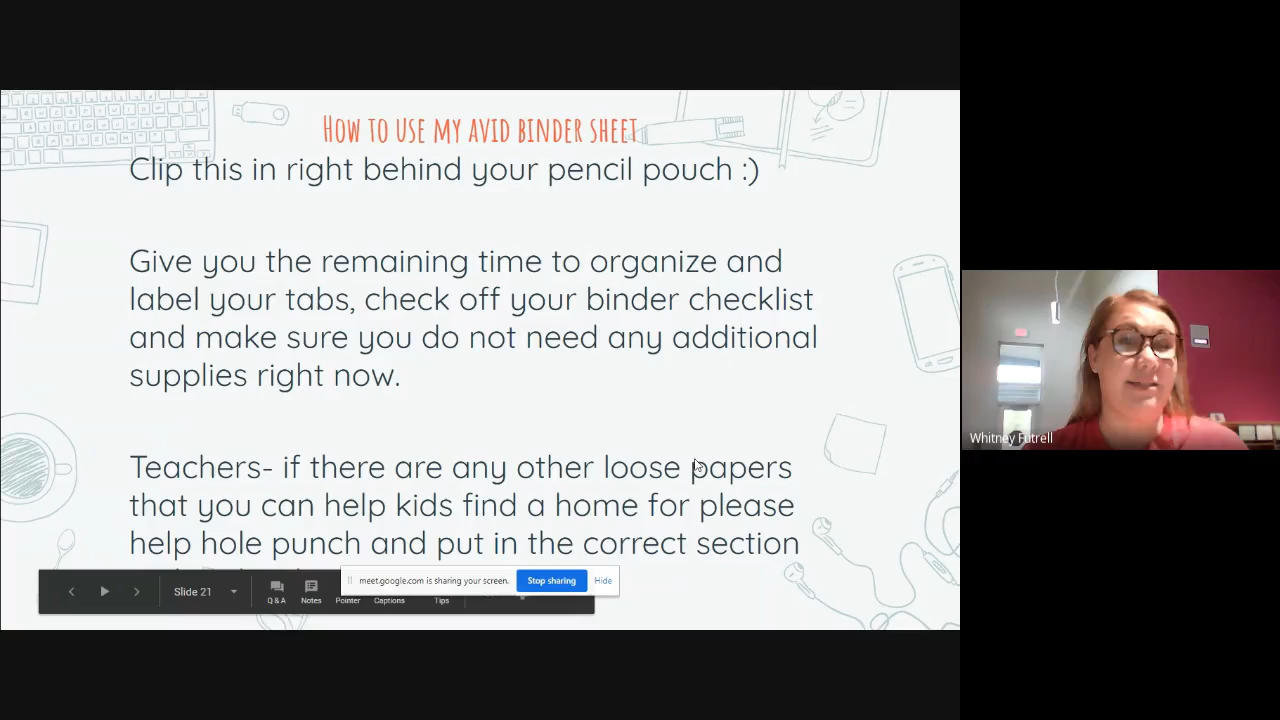 How to use my avid binder sheet
Clip this in right behind your pencil pouch :)
Give you the remaining time to organize and
label your tabs, check off your binder checklist
and make sure you do not need any additional
supplies right now.
Teachers- if there are any other loose papers
that you can help kids find a home for please
help hole punch and put in the correct section
meet.google.com is sharing your screen.
Stop sharing
Hide
Slide 21
Q & A
Notes
Pointer
Captions
Tips
Whitney Futrell